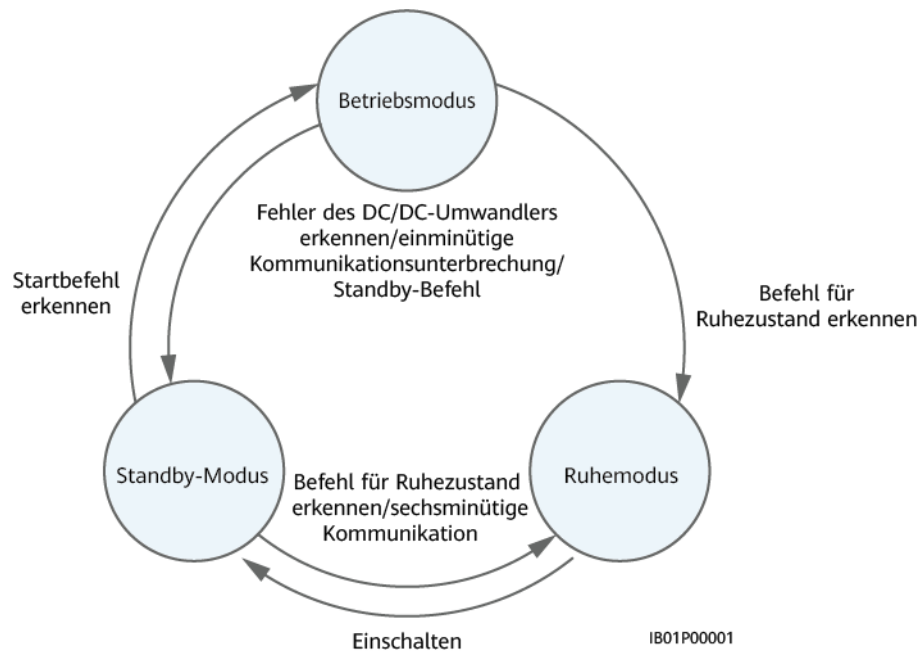 Betriebsmodus
Fehler des DC/DC-Umwandlers
erkennen/einminütige
Kommunikationsunterbrechung/
Standby-Befehl
Startbefehl
erkennen
Befehl für
Ruhezustand erkennen
Standby-Modus
Befehl für Ruhezustand
erkennen/sechsminütige
Kommunikation
Ruhemodus
Einschalten
IB01P00001